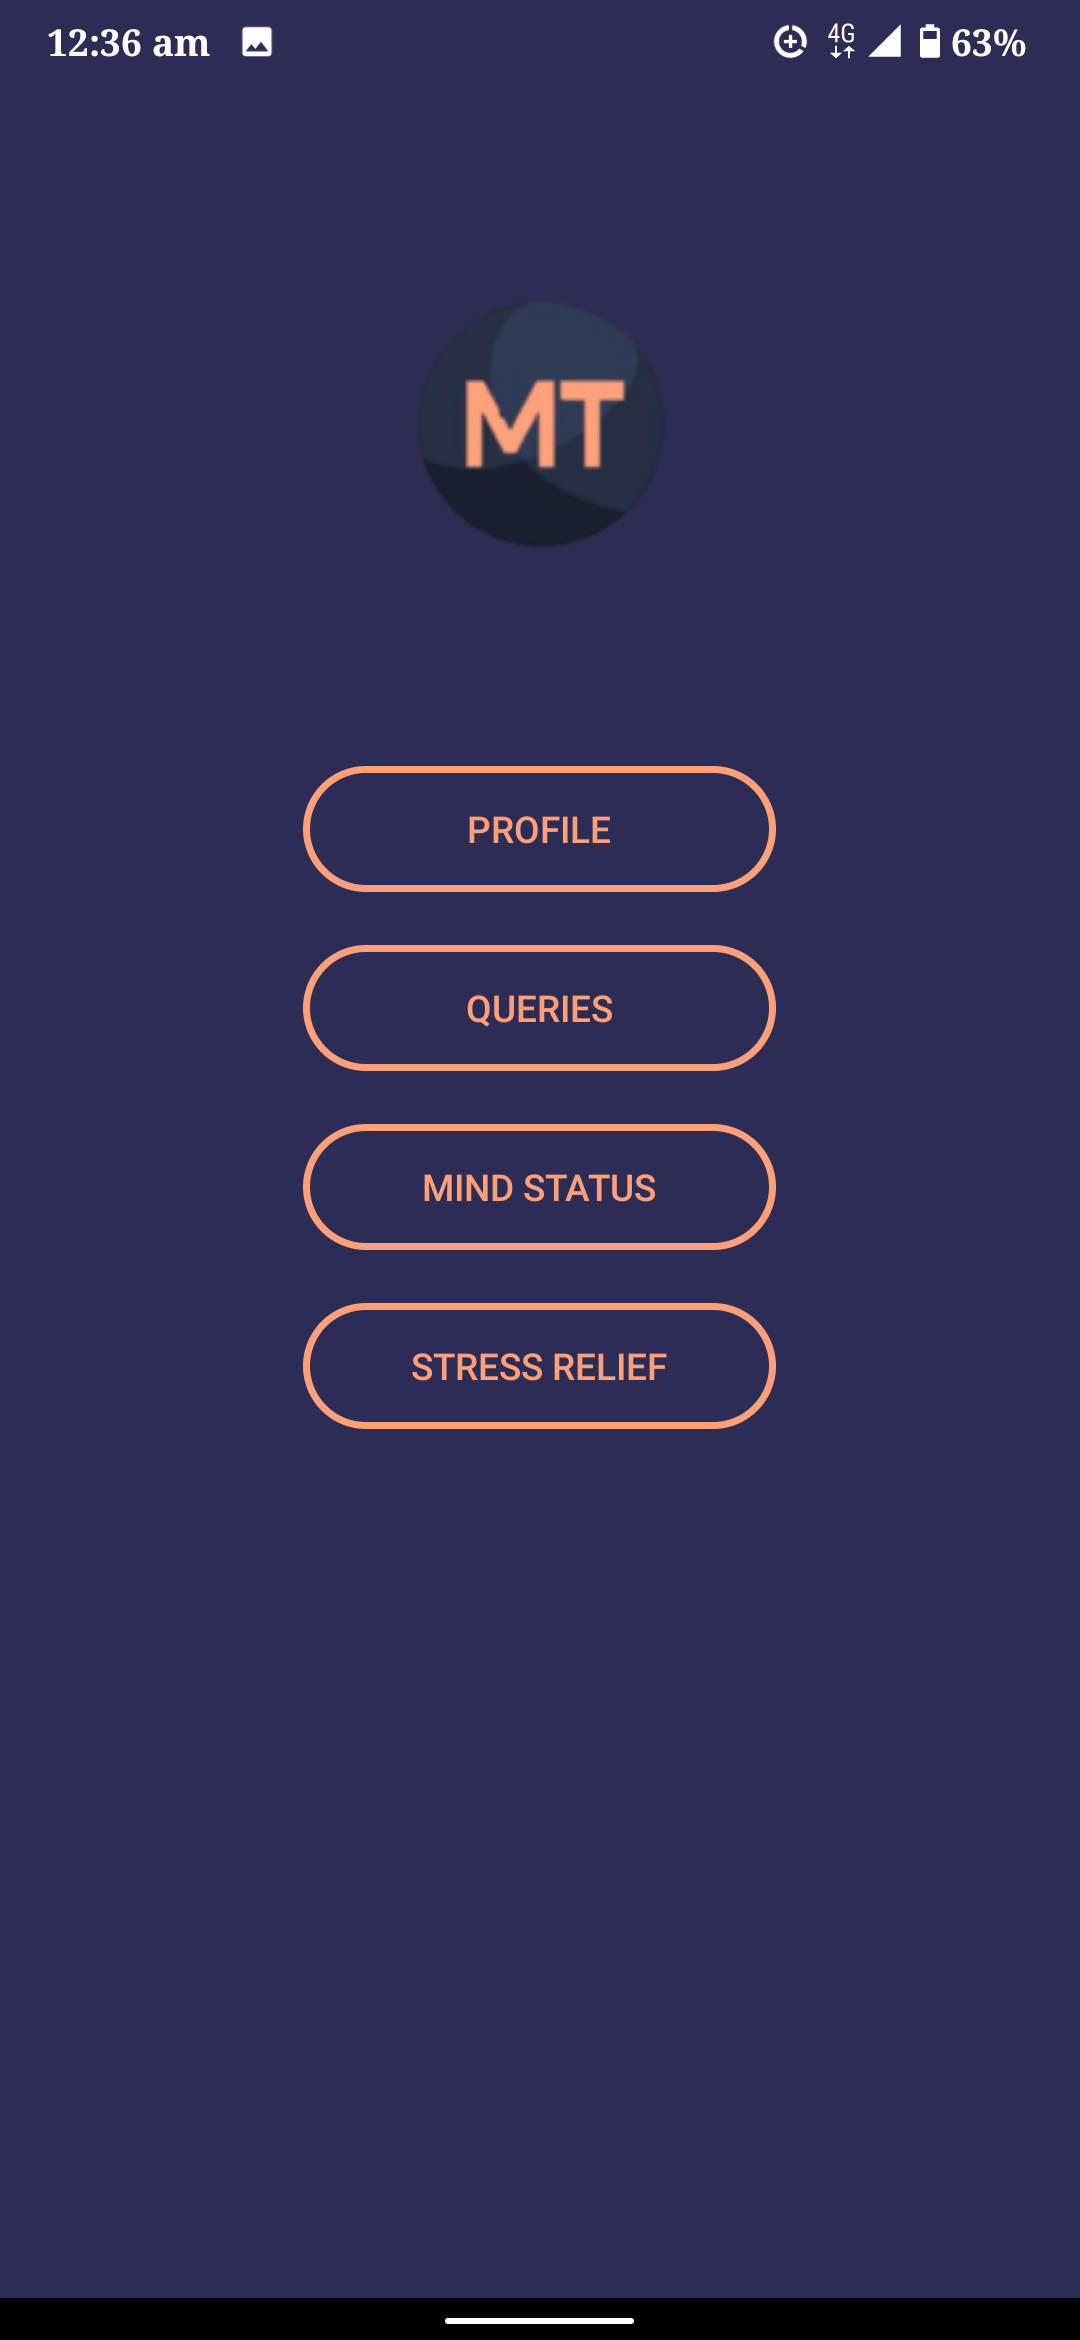 12:36 am 4G 63%
MT
PROFILE
QUERIES
MIND STATUS
STRESS RELIEF